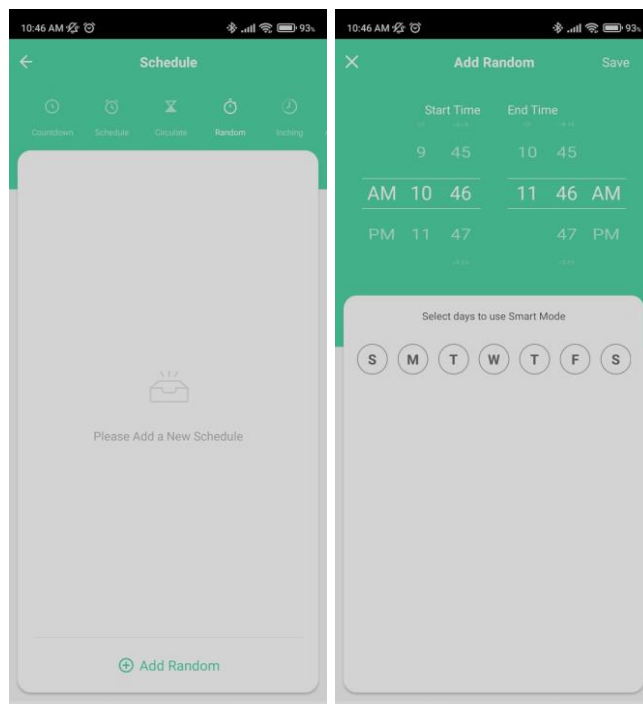 10:46 AM 93%
Schedule
Countdown Schedule Circulate Random Inching
Please Add a New Schedule
Add Random
10:46 AM 93%
Add Random Save
Start Time End Time
9 45 10 45
AM 10 46 11 46 AM
PM 11 47 47 PM
Select days to use Smart Mode
S M T W T F S